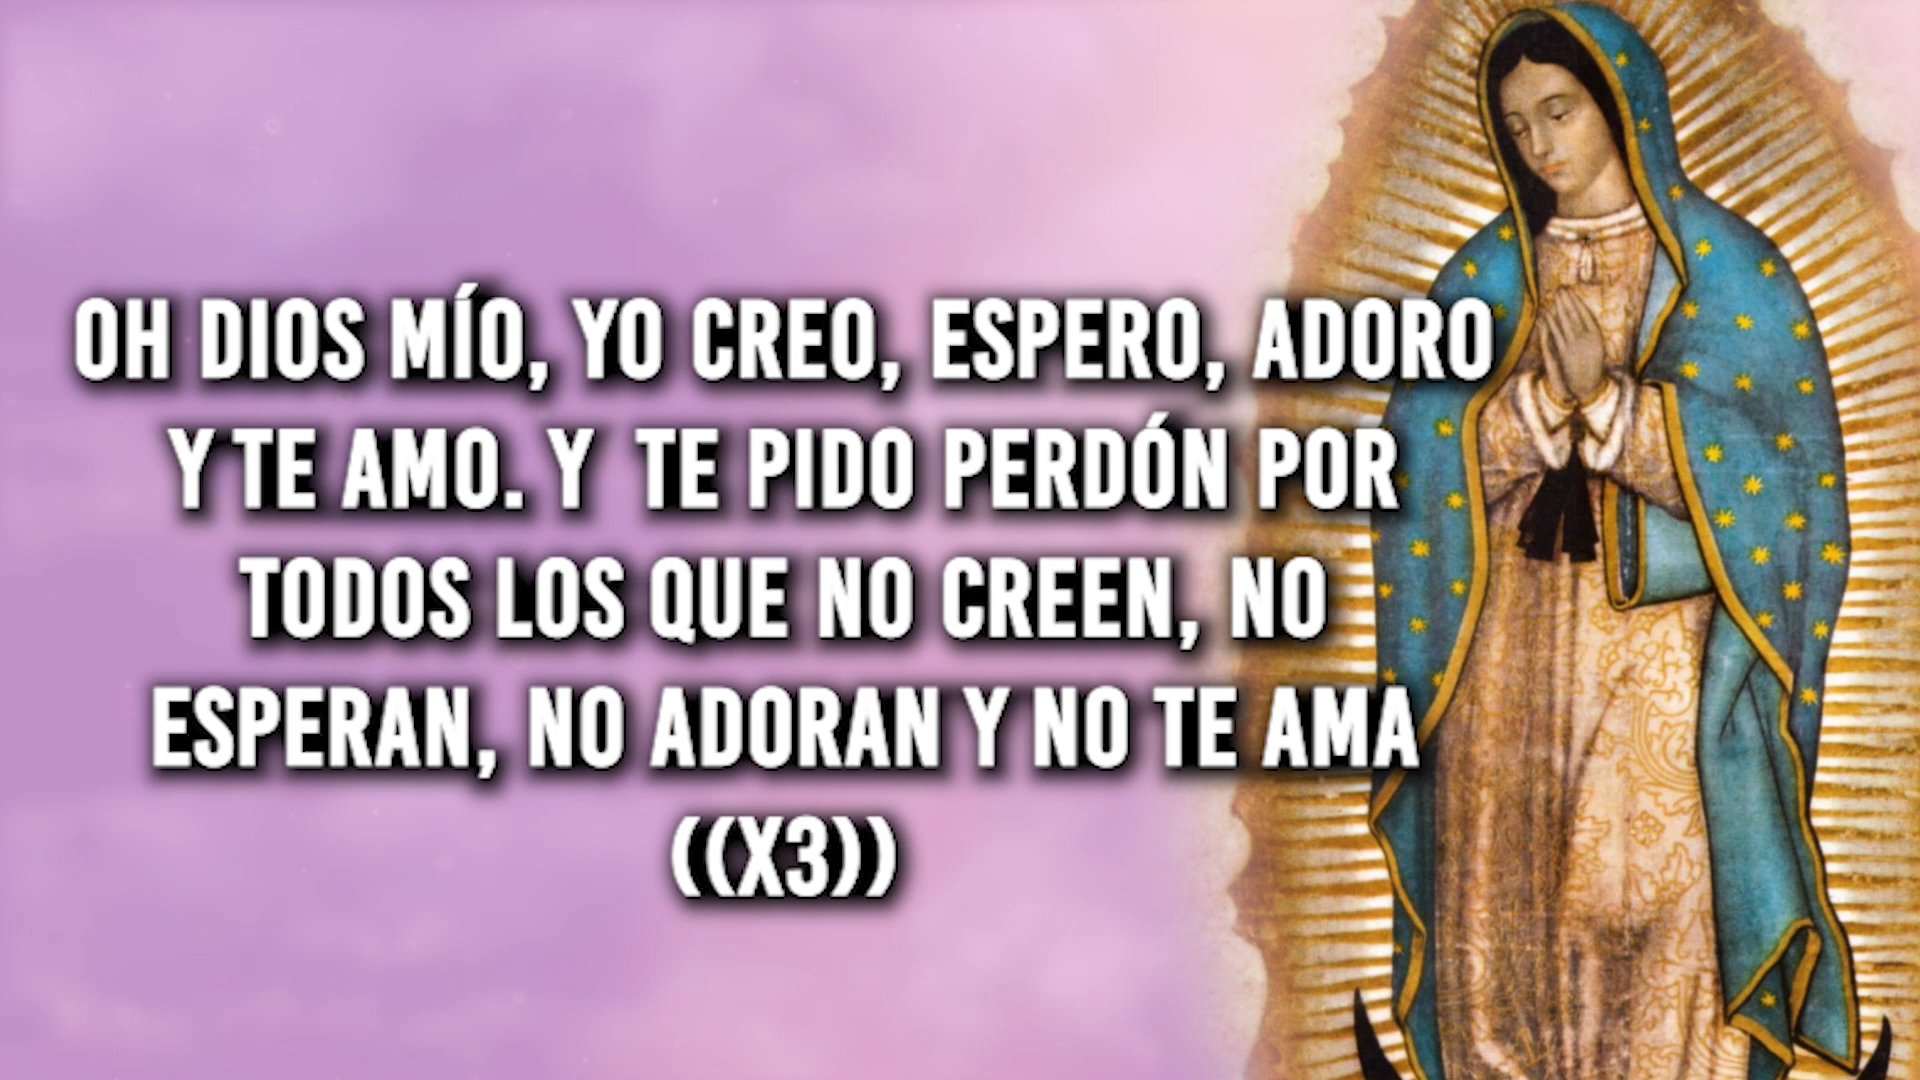 OH DIOS MÍO, YO CREO, ESPERO, ADORO
Y TE AMO. Y TE PIDO PERDÓN POR
TODOS LOS QUE NO CREEN, NO
ESPERAN, NO ADORAN Y NO TE AMA
((X3))